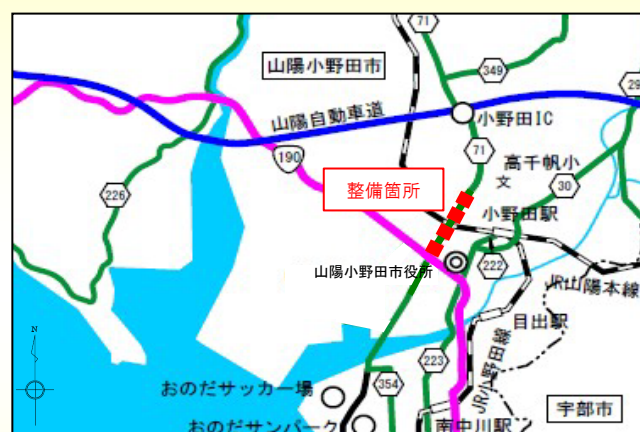 71
山陽小野田市
349
29
山陽自動車道
小野田IC
190
71
高千帆小
文
整備箇所
30
226
小野田駅
山陽小野田市役所
222
JR山陽本線
N
目出駅
223
JR小野田線
354
おのだサッカー場
宇部市
おのだサンパーク
南中川駅